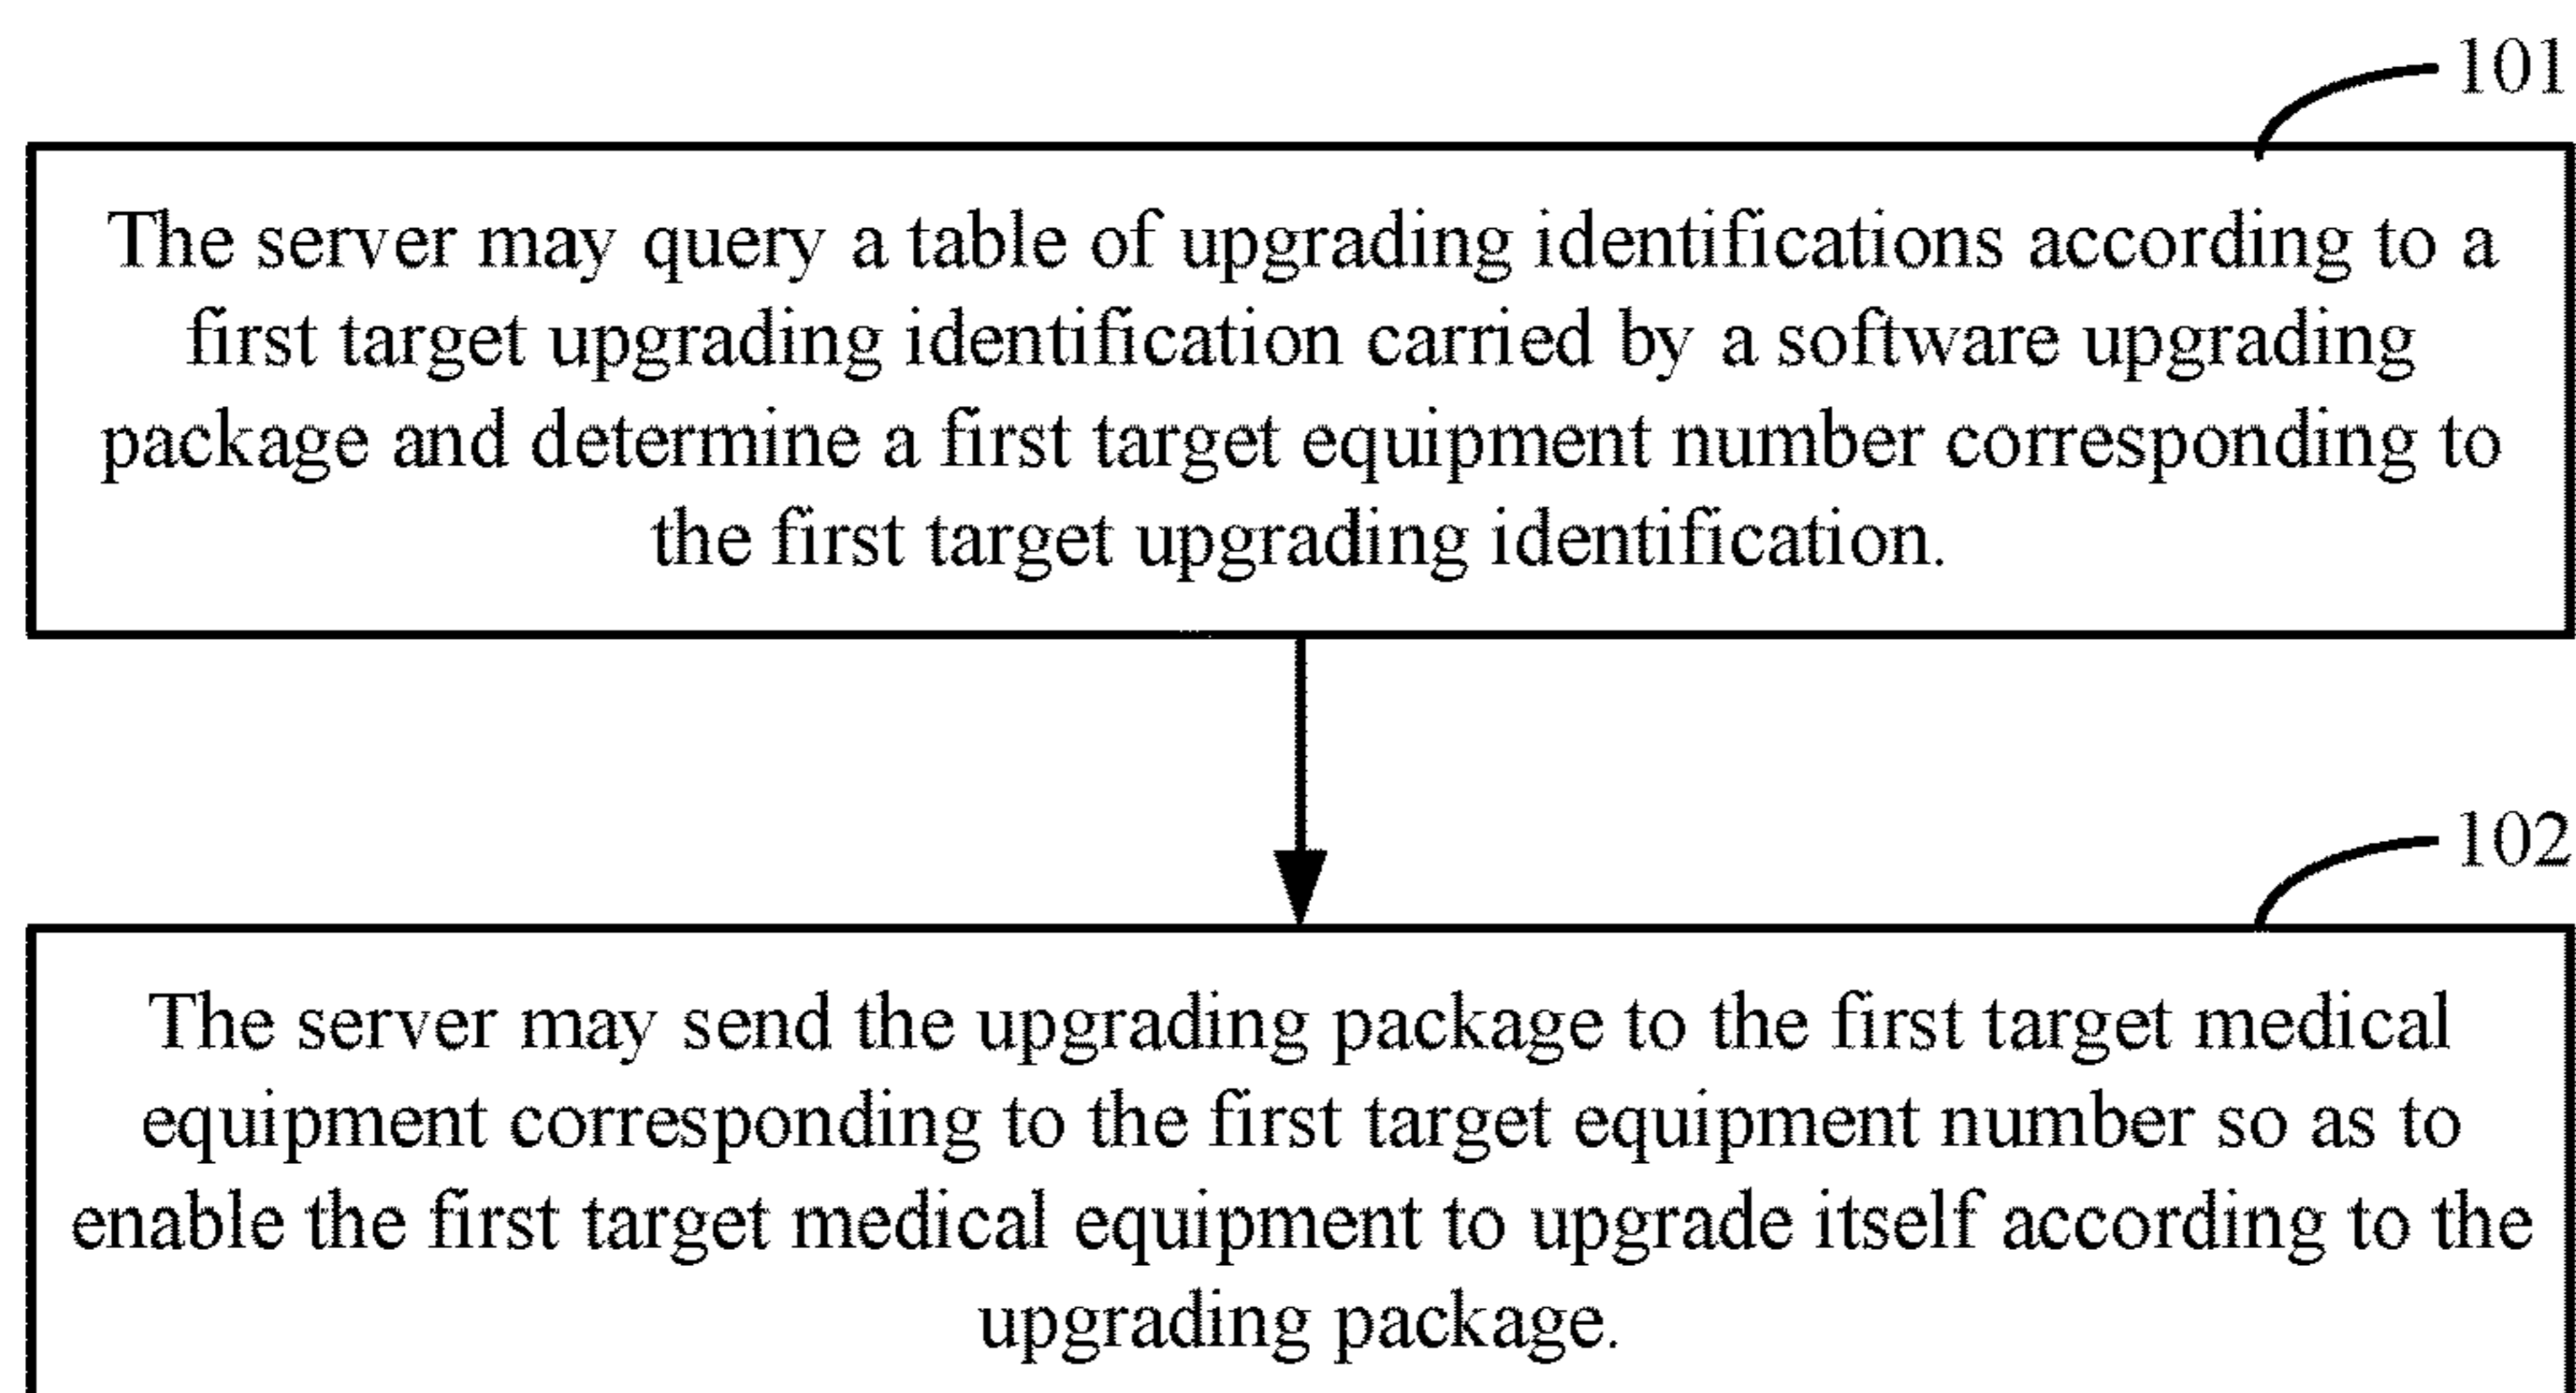 101
The server may query a table of upgrading identifications according to a
first target upgrading identification carried by a software upgrading
package and determine a first target equipment number corresponding to
the first target upgrading identification.
102
The server may send the upgrading package to the first target medical
equipment corresponding to the first target equipment number so as to
enable the first target medical equipment to upgrade itself according to the
upgrading package.